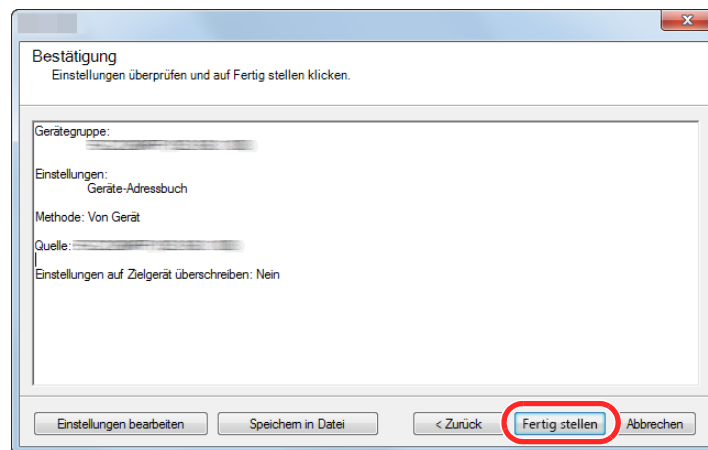 Bestätigung
Einstellungen überprüfen und auf Fertig stellen klicken.
Gerätegruppe:
Einstellungen:
Geräte-Adressbuch
Methode: Von Gerät
Quelle:
Einstellungen auf Zielgerät überschreiben: Nein
Einstellungen bearbeiten Speichern in Datei < Zurück Fertig stellen Abbrechen